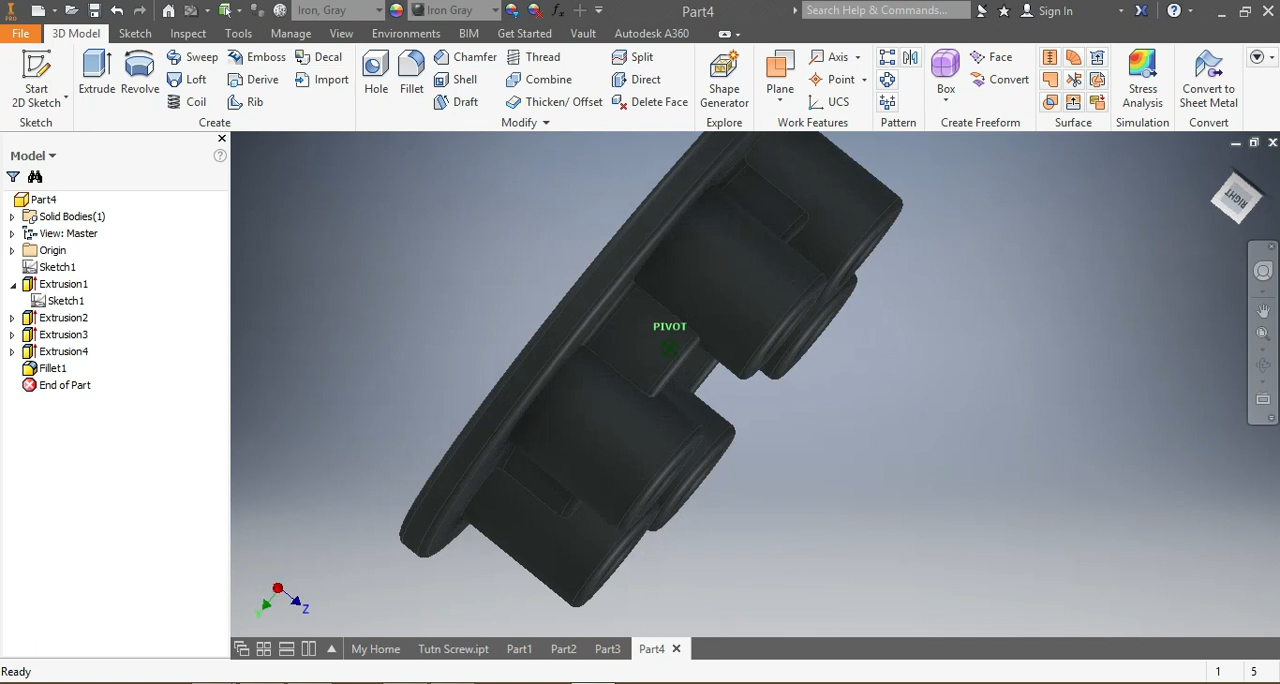 PRO
Iron, Gray
Iron Gray
fx
Part4
Search Help & Commands...
Sign In
File
3D Model
Sketch
Inspect
Tools
Manage
View
Environments
BIM
Get Started
Vault
Autodesk A360
Start
2D Sketch
Sketch
Extrude
Revolve
Sweep
Loft
Coil
Emboss
Derive
Rib
Decal
Import
Create
Hole
Fillet
Chamfer
Shell
Draft
Thread
Combine
Thicken/ Offset
Split
Direct
Delete Face
Modify
Shape
Generator
Explore
Plane
Axis
Point
UCS
Work Features
Pattern
Box
Face
Convert
Create Freeform
Surface
Stress
Analysis
Simulation
Convert to
Sheet Metal
Convert
Model
Part4
Solid Bodies(1)
View: Master
Origin
Sketch1
Extrusion1
Sketch1
Extrusion2
Extrusion3
Extrusion4
Fillet1
End of Part
RIGHT
PIVOT
Y
Z
My Home
Tutn Screw.ipt
Part1
Part2
Part3
Part4
Ready
1
5